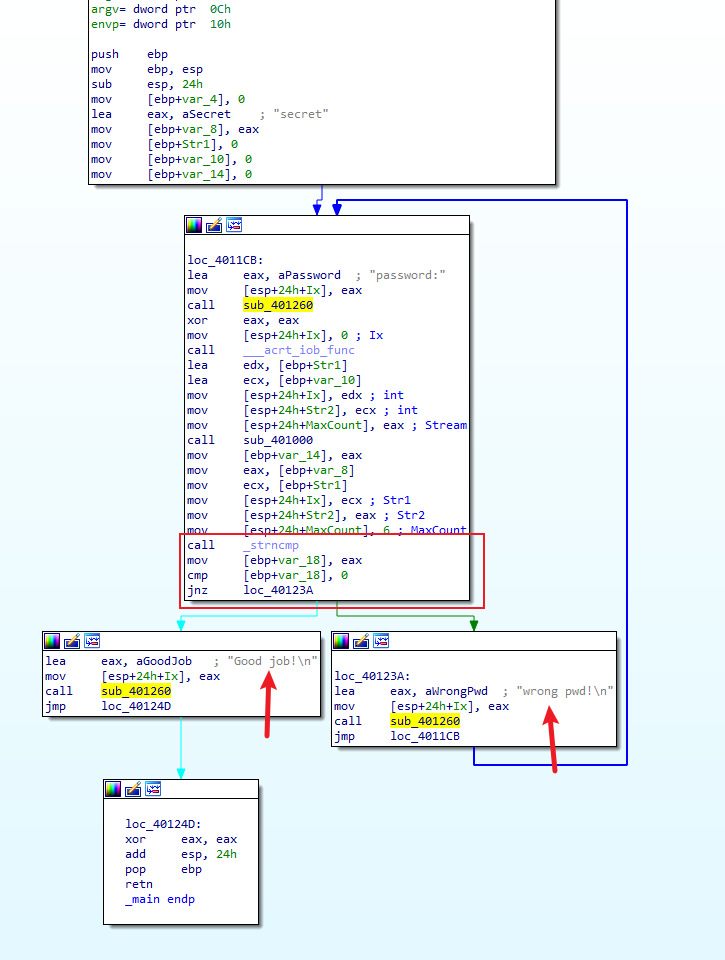 argv= dword ptr  0Ch
envp= dword ptr  10h
push    ebp
mov     ebp, esp
sub     esp, 24h
mov     [ebp+var_4], 0
lea     eax, aSecret    ; "secret"
mov     [ebp+var_8], eax
mov     [ebp+Str1], 0
mov     [ebp+var_10], 0
mov     [ebp+var_14], 0
loc_4011CB:
lea     eax, aPassword  ; "password:"
mov     [esp+24h+Ix], eax
call    sub_401260
xor     eax, eax
mov     [esp+24h+Ix], 0 ; Ix
call    ___acrt_iob_func
lea     edx, [ebp+Str1]
lea     ecx, [ebp+var_10]
mov     [esp+24h+Ix], edx ; int
mov     [esp+24h+Str2], ecx ; int
mov     [esp+24h+MaxCount], eax ; Stream
call    sub_401000
mov     [ebp+var_14], eax
mov     eax, [ebp+var_8]
mov     ecx, [ebp+Str1]
mov     [esp+24h+Ix], ecx ; Str1
mov     [esp+24h+Str2], eax ; Str2
mov     [esp+24h+MaxCount], 6 ; MaxCount
call    _strncmp
mov     [ebp+var_18], eax
cmp     [ebp+var_18], 0
jnz     loc_40123A
lea     eax, aGoodJob   ; "Good job!\n"
mov     [esp+24h+Ix], eax
call    sub_401260
jmp     loc_40124D
loc_40123A:
lea     eax, aWrongPwd  ; "wrong pwd!\n"
mov     [esp+24h+Ix], eax
call    sub_401260
jmp     loc_4011CB
loc_40124D:
xor     eax, eax
add     esp, 24h
pop     ebp
retn
_main endp